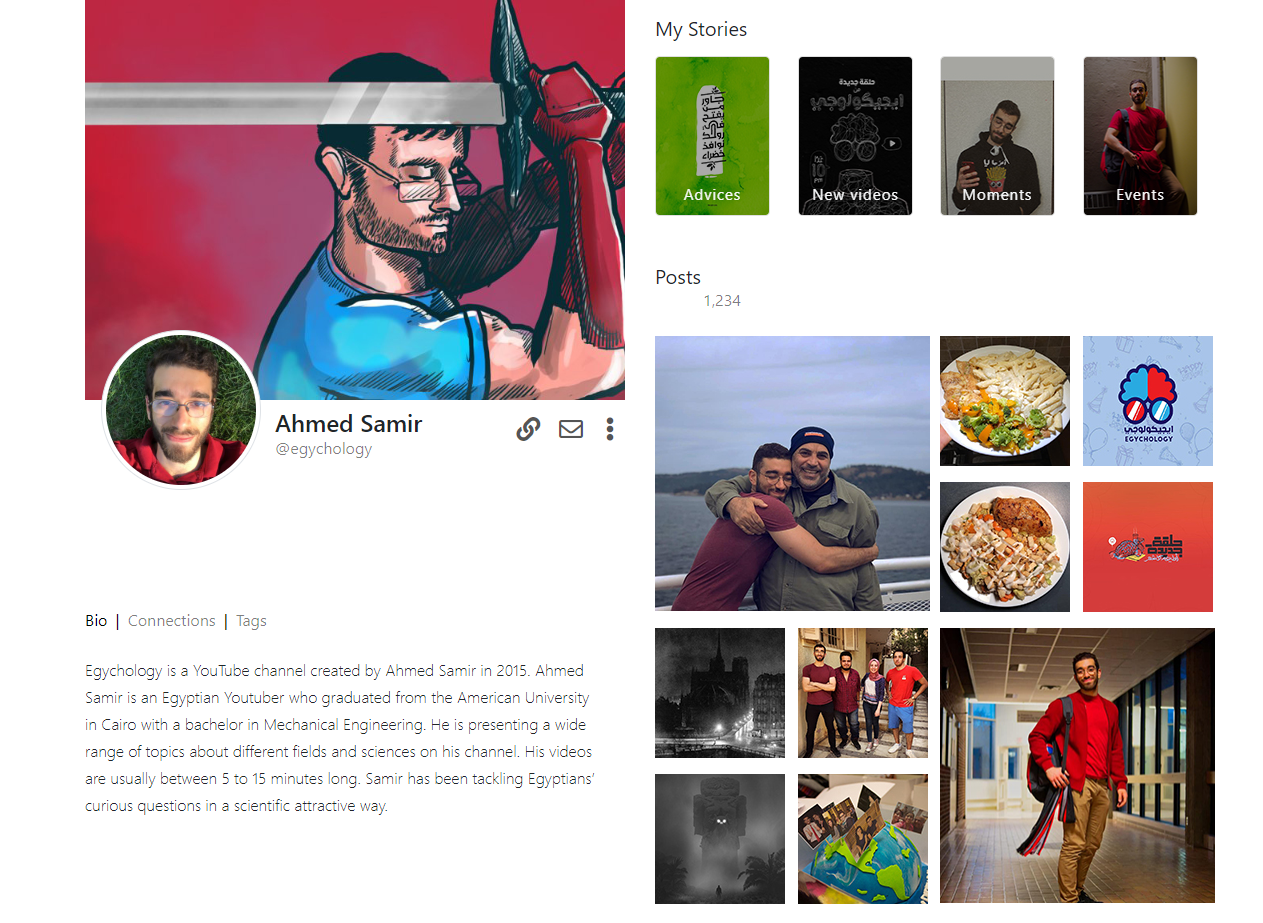 My Stories
حلقة جديدة
من
ايجيكولوجي
10
Advices
New videos
Moments
Events
Posts
1,234
Ahmed Samir
@egychology
ايجيكولوجي
EGYCHOLOGY
حلقة
جديدة
Bio | Connections | Tags
Egychology is a YouTube channel created by Ahmed Samir in 2015. Ahmed
Samir is an Egyptian Youtuber who graduated from the American University
in Cairo with a bachelor in Mechanical Engineering. He is presenting a wide
range of topics about different fields and sciences on his channel. His videos
are usually between 5 to 15 minutes long. Samir has been tackling Egyptians’
curious questions in a scientific attractive way.